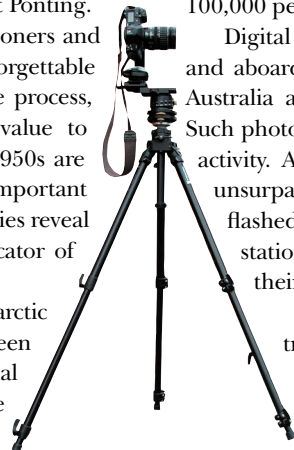 t Ponting.
oners and
orgettable
e process,
value to
950s are
mportant
ies reveal
cator of
arctic
een
al
e
100,000 pe
Digital
and aboard
Australia a
Such photo
activity. A
unsurpa
flashed
statio
their
tr